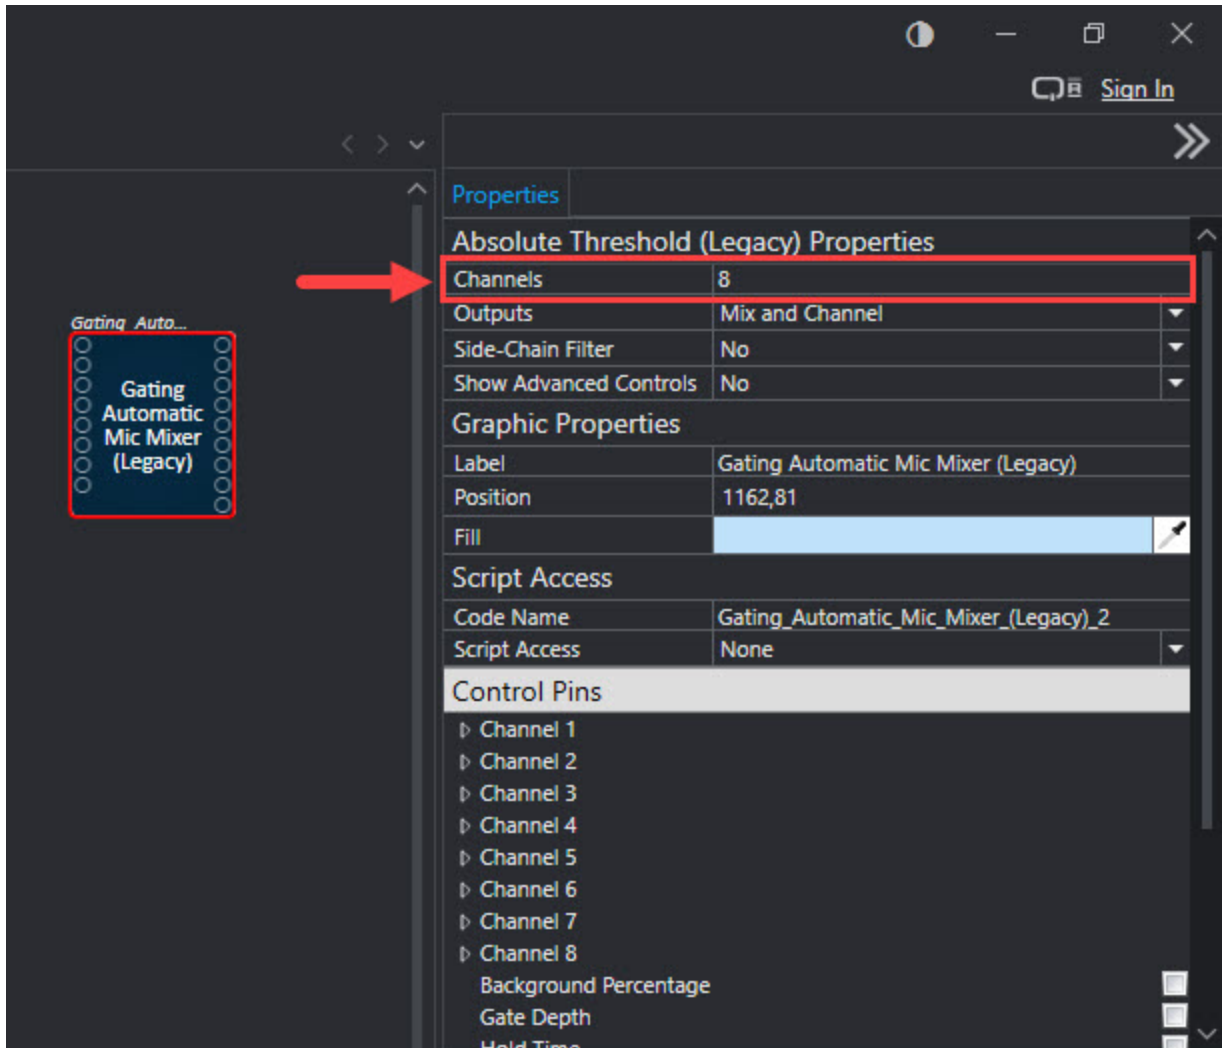 Sign In
Properties
Absolute Threshold (Legacy) Properties
Channels 8
Outputs Mix and Channel
Side-Chain Filter No
Show Advanced Controls No
Graphic Properties
Label Gating Automatic Mic Mixer (Legacy)
Position 1162,81
Fill
Script Access
Code Name Gating_Automatic_Mic_Mixer_(Legacy)_2
Script Access None
Control Pins
Channel 1
Channel 2
Channel 3
Channel 4
Channel 5
Channel 6
Channel 7
Channel 8
Background Percentage
Gate Depth
Hold Time
Gating Auto...
Gating
Automatic
Mic Mixer
(Legacy)